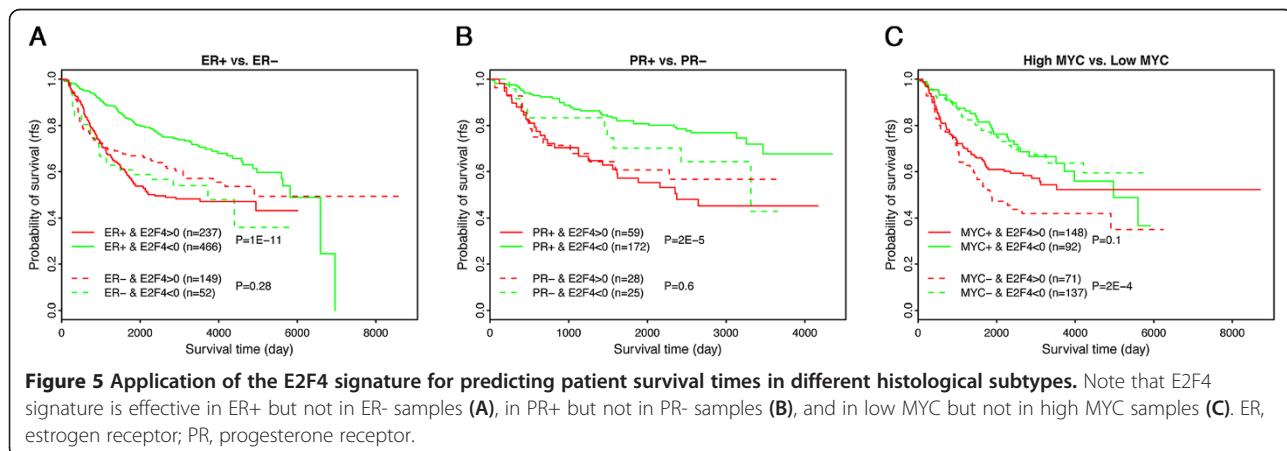 A
ER+ vs. ER−
Probability of survival (rfs)
0.0 0.2 0.4 0.6 0.8 1.0
ER+ & E2F4>0 (n=237)
ER+ & E2F4<0 (n=466)
P=1E-11
ER− & E2F4>0 (n=149)
ER− & E2F4<0 (n=52)
P=0.28
0 2000 4000 6000 8000
Survival time (day)
B
PR+ vs. PR−
Probability of survival (rfs)
0.0 0.2 0.4 0.6 0.8 1.0
PR+ & E2F4>0 (n=59)
PR+ & E2F4<0 (n=172)
P=2E-5
PR− & E2F4>0 (n=28)
PR− & E2F4<0 (n=25)
P=0.6
0 1000 2000 3000 4000
Survival time (day)
C
High MYC vs. Low MYC
Probability of survival (rfs)
0.0 0.2 0.4 0.6 0.8 1.0
MYC+ & E2F4>0 (n=148)
MYC+ & E2F4<0 (n=92)
P=0.1
MYC− & E2F4>0 (n=71)
MYC− & E2F4<0 (n=137)
P=2E-4
0 2000 4000 6000 8000
Survival time (day)
Figure 5 Application of the E2F4 signature for predicting patient survival times in different histological subtypes. Note that E2F4
signature is effective in ER+ but not in ER- samples (A), in PR+ but not in PR- samples (B), and in low MYC but not in high MYC samples (C). ER,
estrogen receptor; PR, progesterone receptor.